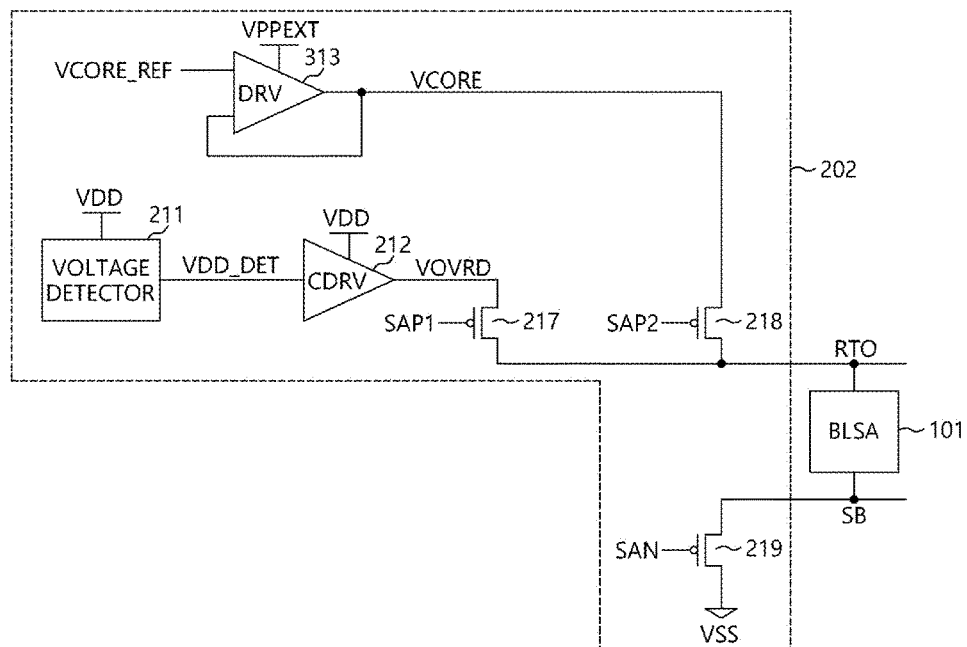 VPPEXT
313
VCORE_REF
DRV
VCORE
202
VDD
211
VOLTAGE
DETECTOR
VDD_DET
VDD
212
CDRV
VOVRD
SAP1
217
SAP2
218
RTO
BLSA
101
SB
SAN
219
VSS